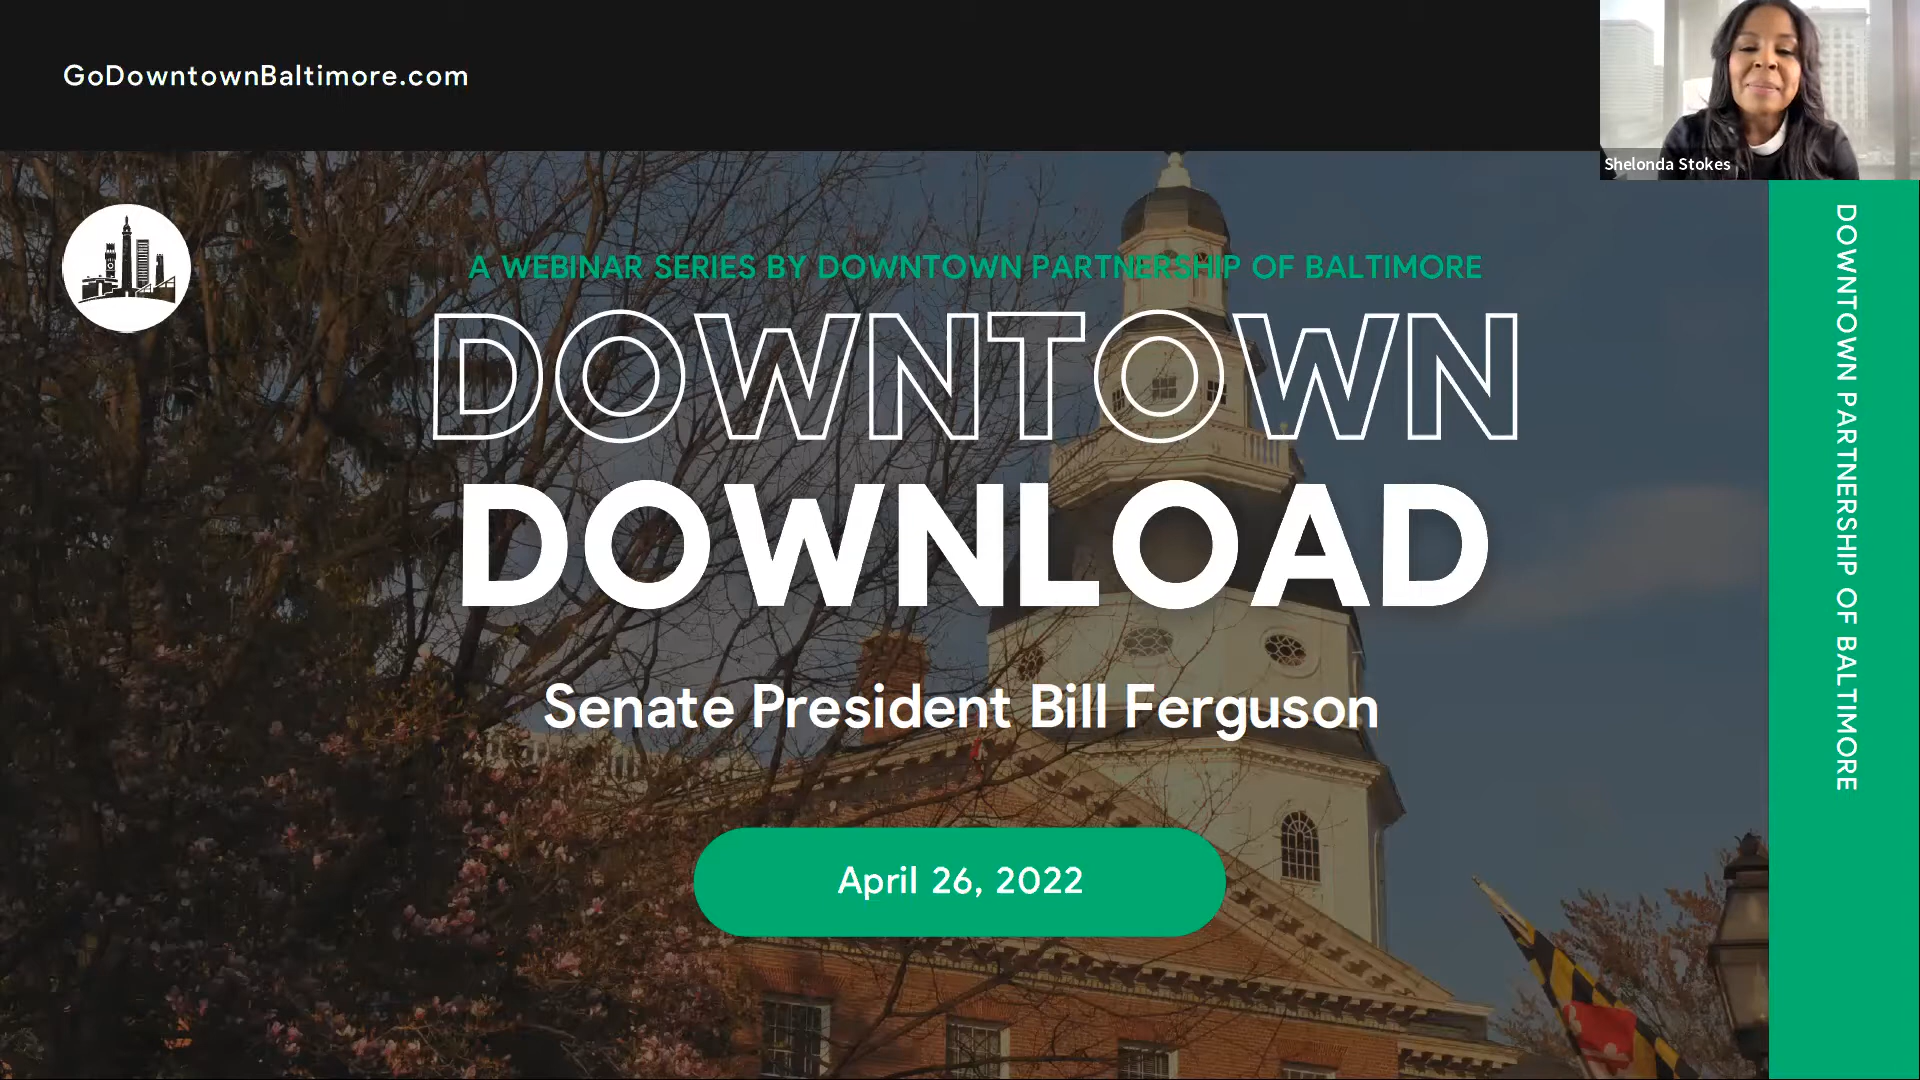 GoDowntownBaltimore.com
Shelonda Stokes
A WEBINAR SERIES BY DOWNTOWN PARTNERSHIP OF BALTIMORE
DOWNTOWN
DOWNLOAD
Senate President Bill Ferguson
April 26, 2022
DOWNTOWN PARTNERSHIP OF BALTIMORE